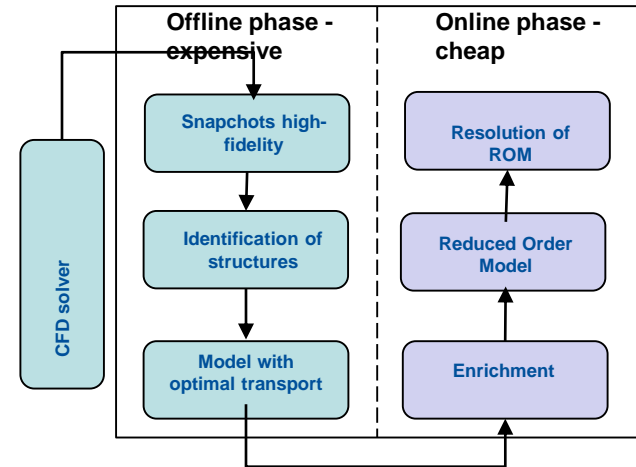 Offline phase -
expensive
Online phase -
cheap
CFD solver
Snapchots high-
fidelity
Identification of
structures
Model with
optimal transport
Resolution of
ROM
Reduced Order
Model
Enrichment